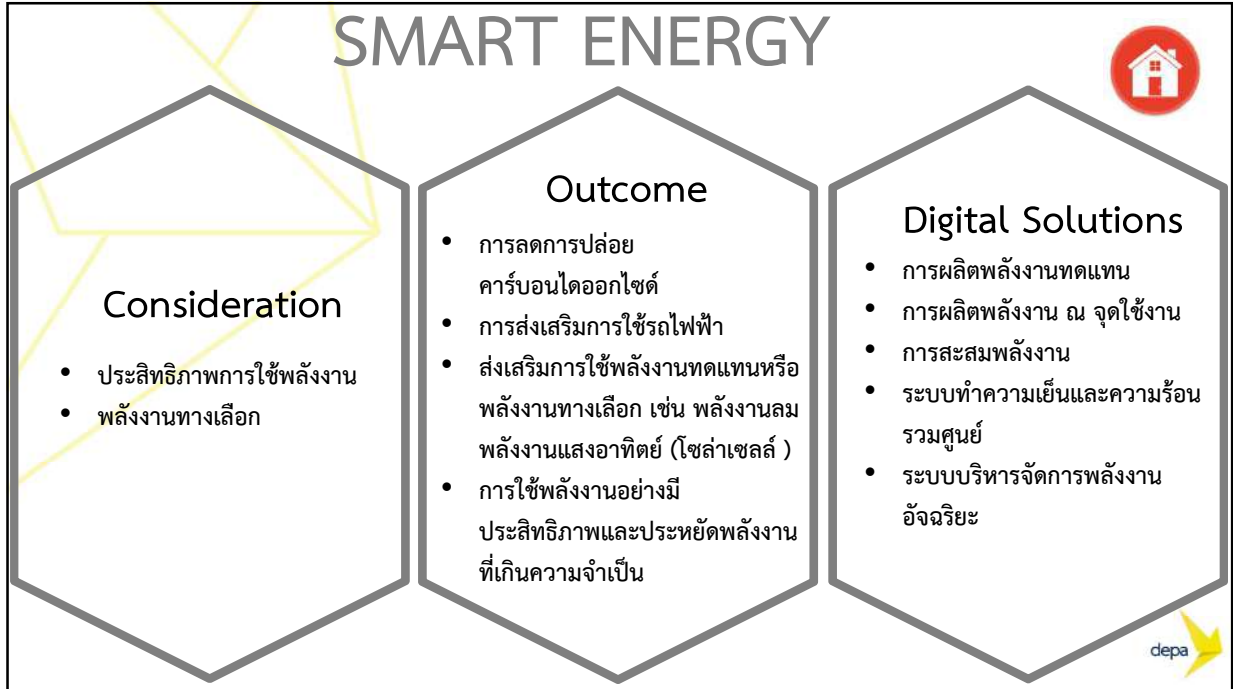 SMART ENERGY
Consideration
• ประสิทธิภาพการใช้พลังงาน
• พลังงานทางเลือก
Outcome
• การลดการปล่อย
คาร์บอนไดออกไซด์
• การส่งเสริมการใช้รถไฟฟ้า
• ส่งเสริมการใช้พลังงานทดแทนหรือ
พลังงานทางเลือก เช่น พลังงานลม
พลังงานแสงอาทิตย์ (โซล่าเซลล์ )
• การใช้พลังงานอย่างมี
ประสิทธิภาพและประหยัดพลังงาน
ที่เกินความจำเป็น
Digital Solutions
• การผลิตพลังงานทดแทน
• การผลิตพลังงาน ณ จุดใช้งาน
• การสะสมพลังงาน
• ระบบทำความเย็นและความร้อน
รวมศูนย์
• ระบบบริหารจัดการพลังงาน
อัจฉริยะ
depa